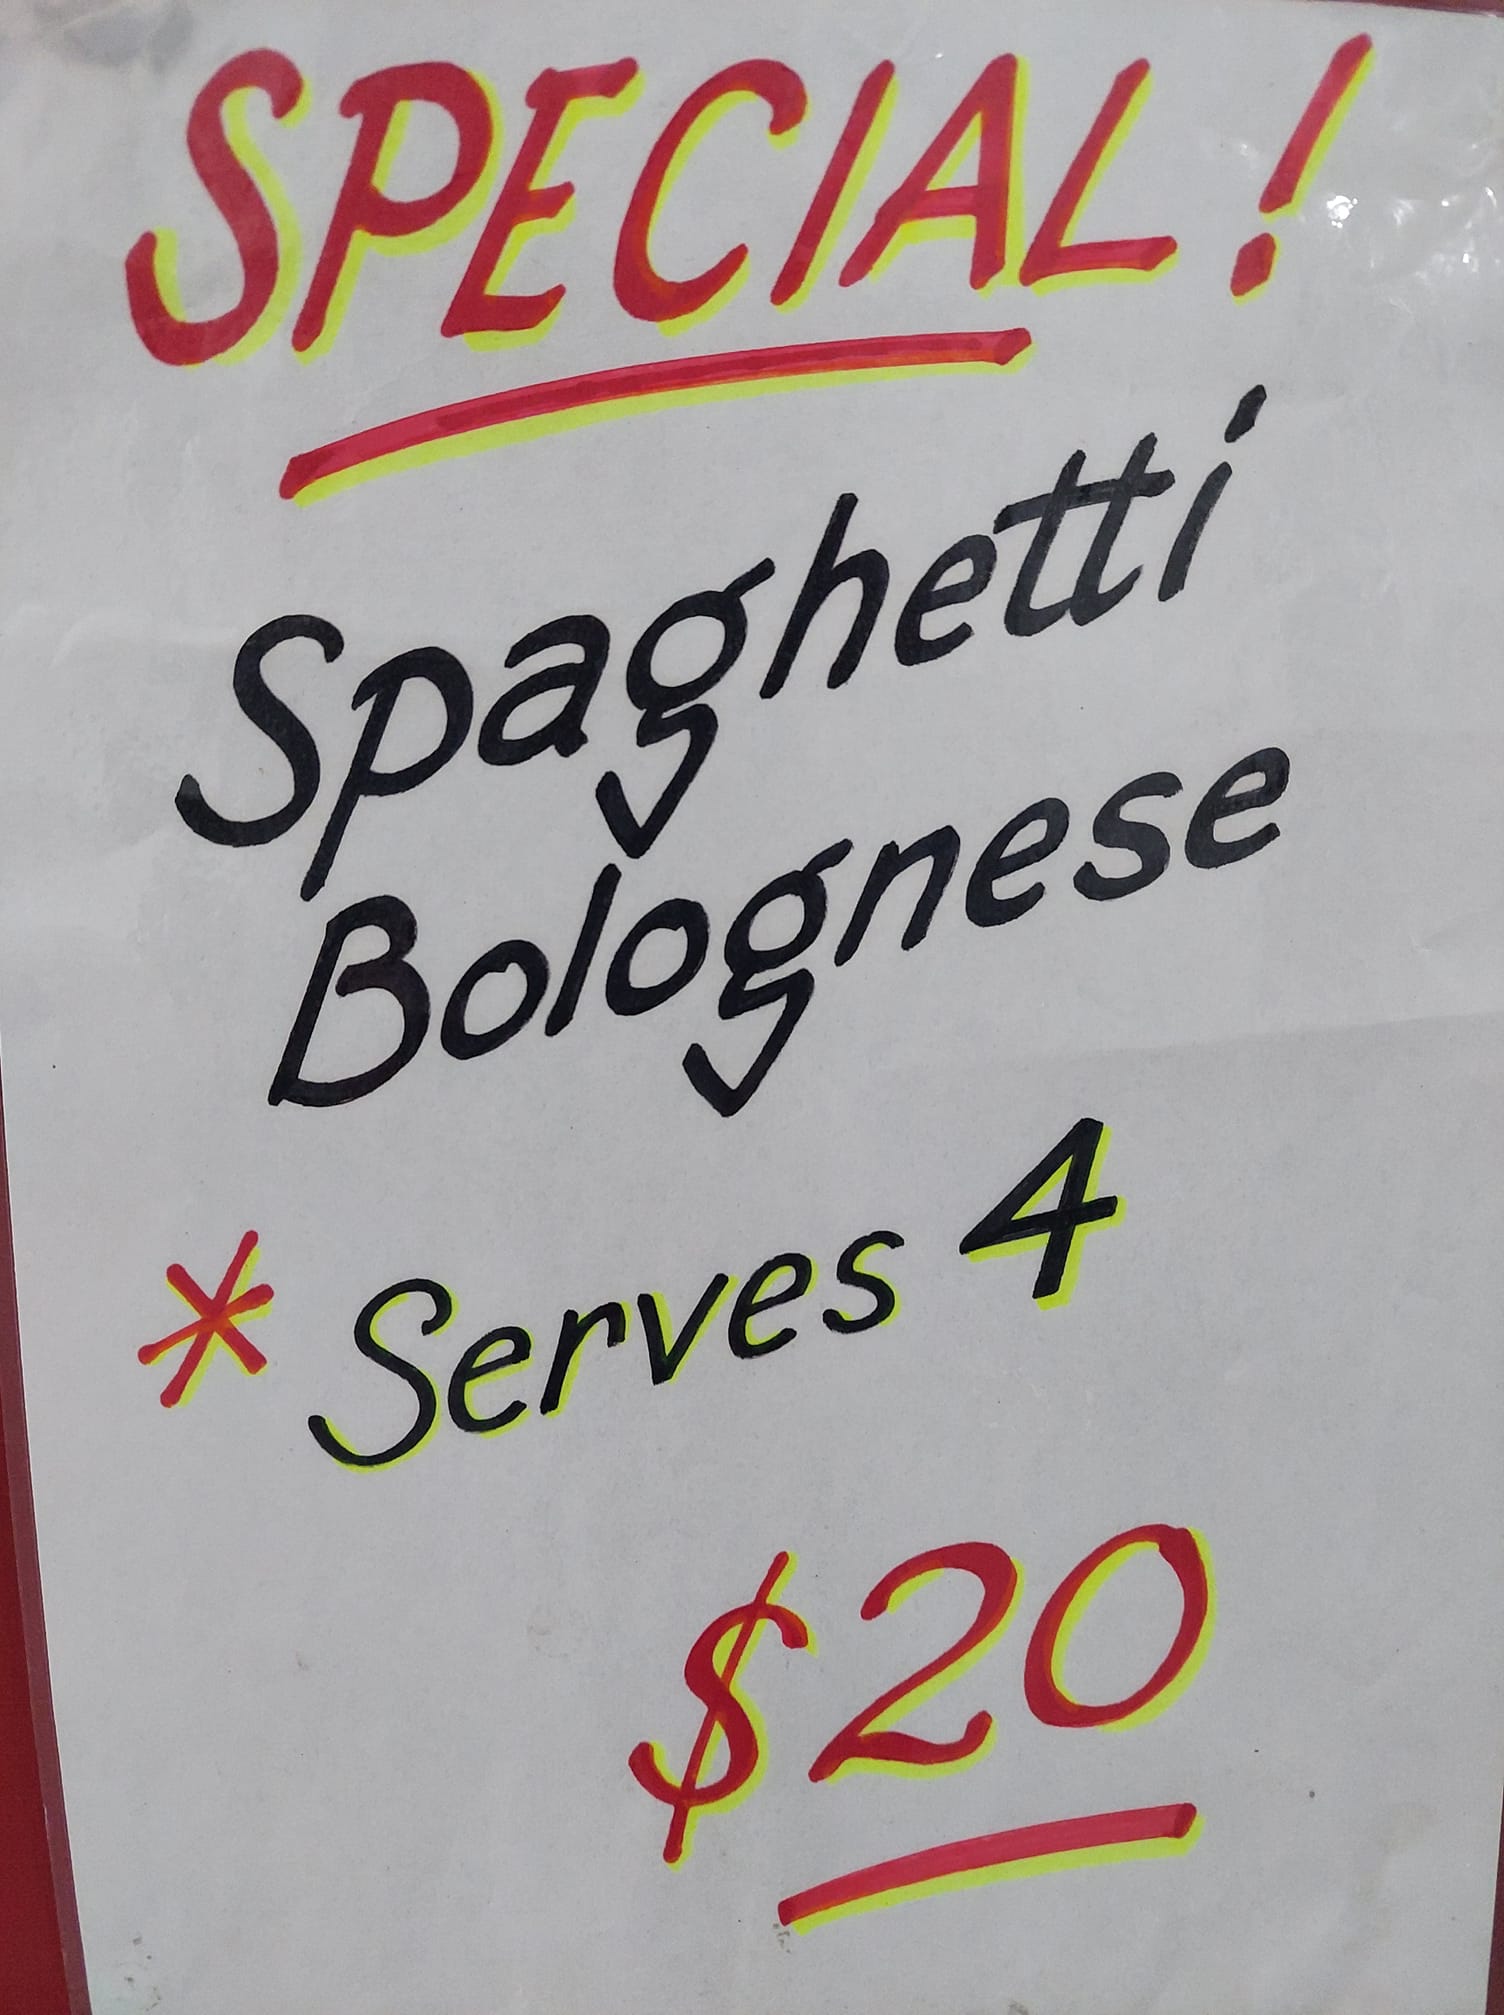 SPECIAL!
Spaghetti
Bolognese
* Serves 4
$20